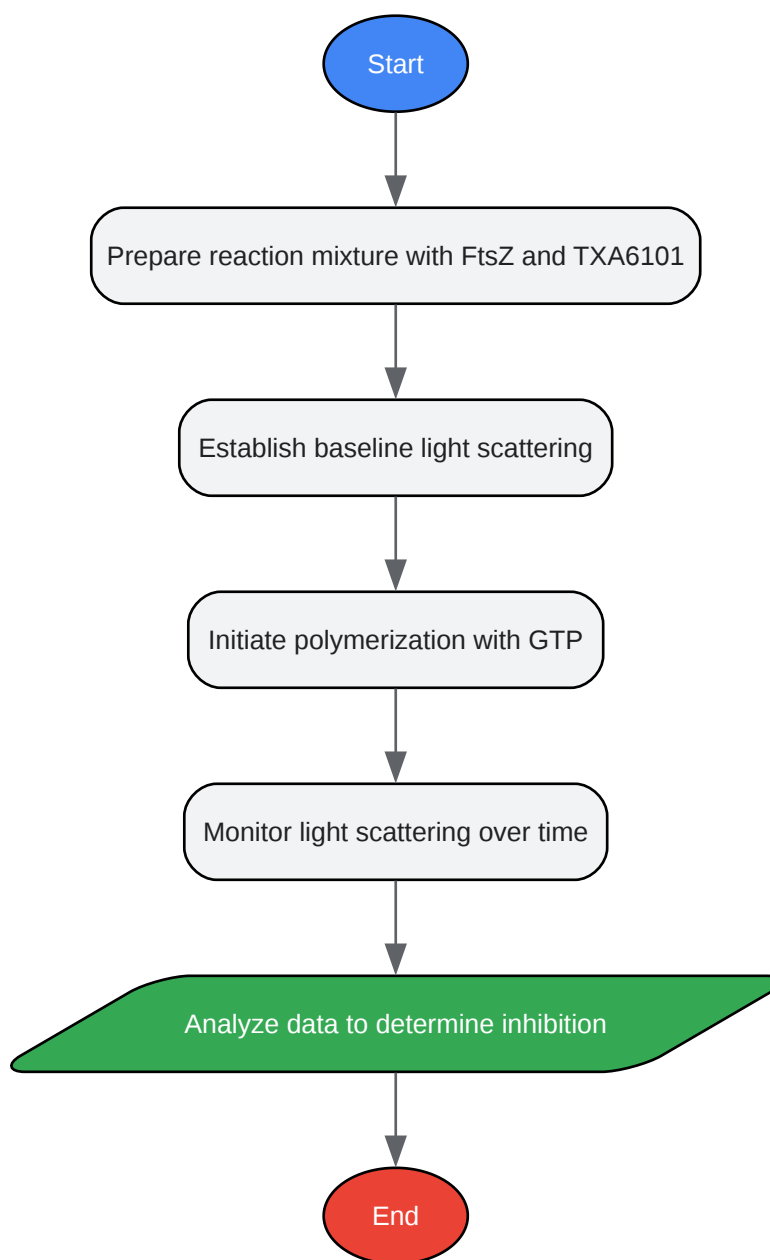 Start
Prepare reaction mixture with FtsZ and TXA6101
Establish baseline light scattering
Initiate polymerization with GTP
Monitor light scattering over time
Analyze data to determine inhibition
End